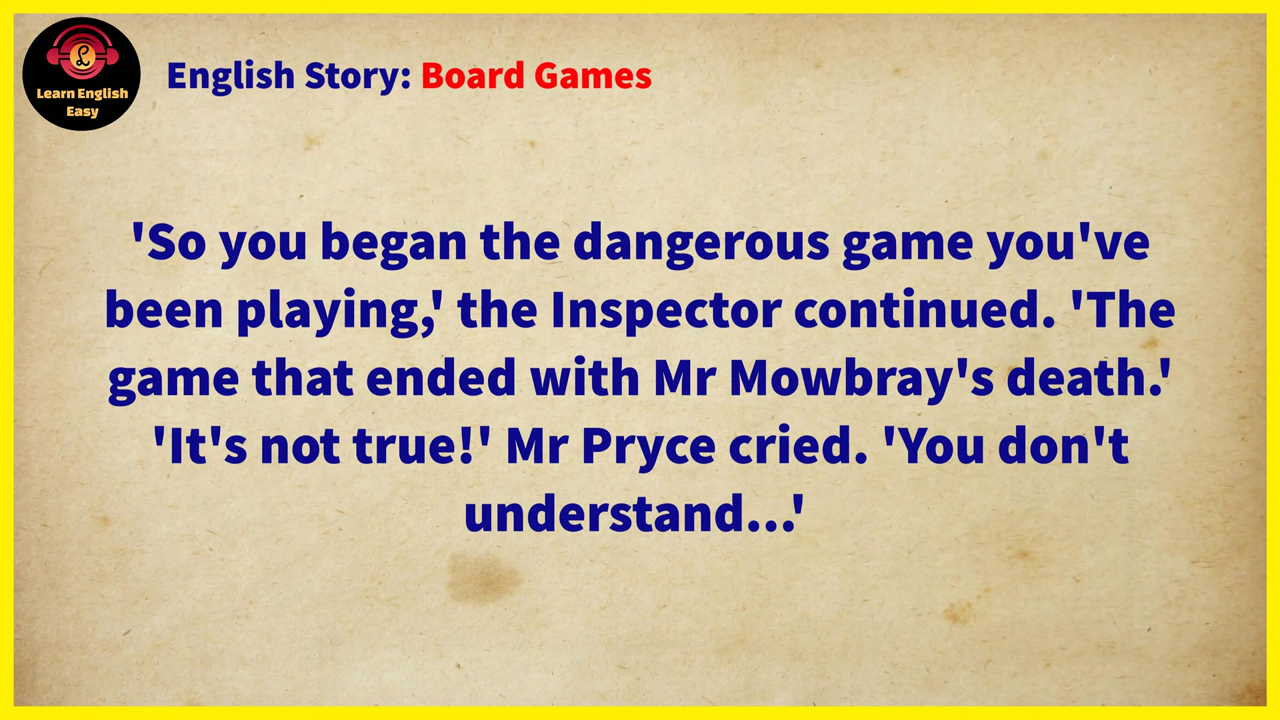 Learn English
Easy
English Story: Board Games
'So you began the dangerous game you've
been playing,' the Inspector continued. 'The
game that ended with Mr Mowbray's death.'
'It's not true!' Mr Pryce cried. 'You don't
understand...'